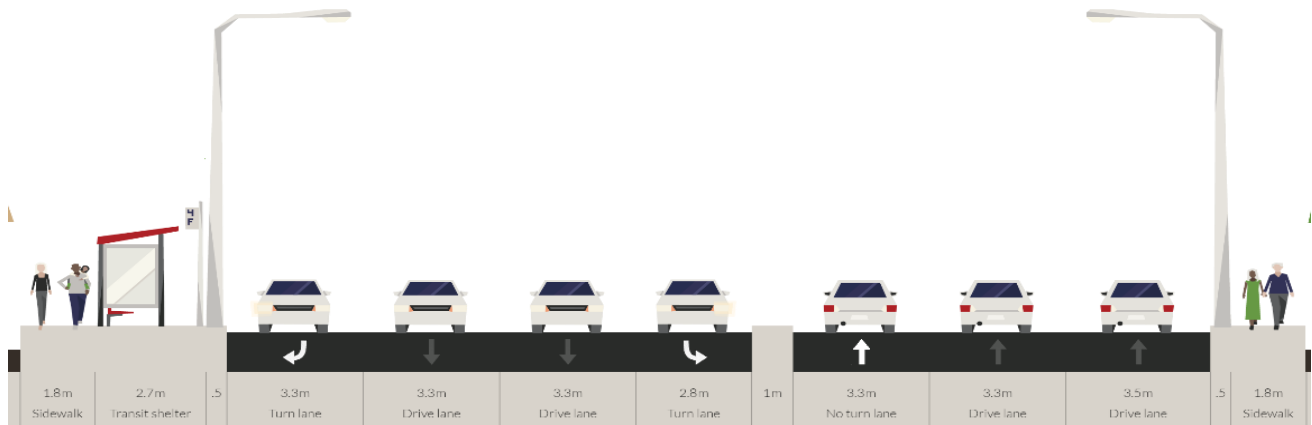 4
F
1.8m
Sidewalk
2.7m
Transit shelter
.5
3.3m
Turn lane
3.3m
Drive lane
3.3m
Drive lane
2.8m
Turn lane
1m
3.3m
No turn lane
3.3m
Drive lane
3.5m
Drive lane
.5
1.8m
Sidewalk